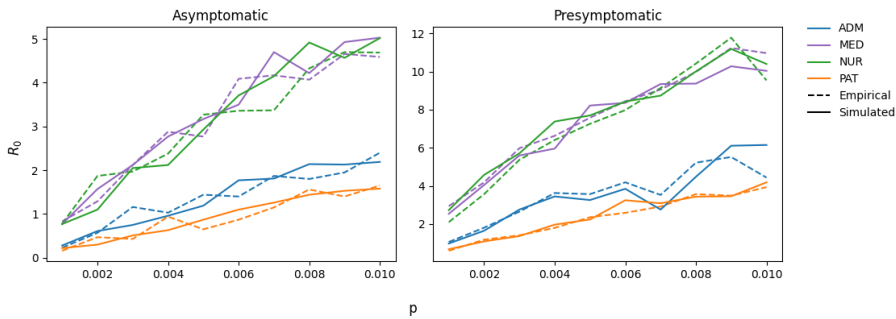 Asymptomatic
Presymptomatic
R0
5
4
3
2
1
0
0.002 0.004 0.006 0.008 0.010
12
10
8
6
4
2
0.002 0.004 0.006 0.008 0.010
p
ADM
MED
NUR
PAT
Empirical
Simulated